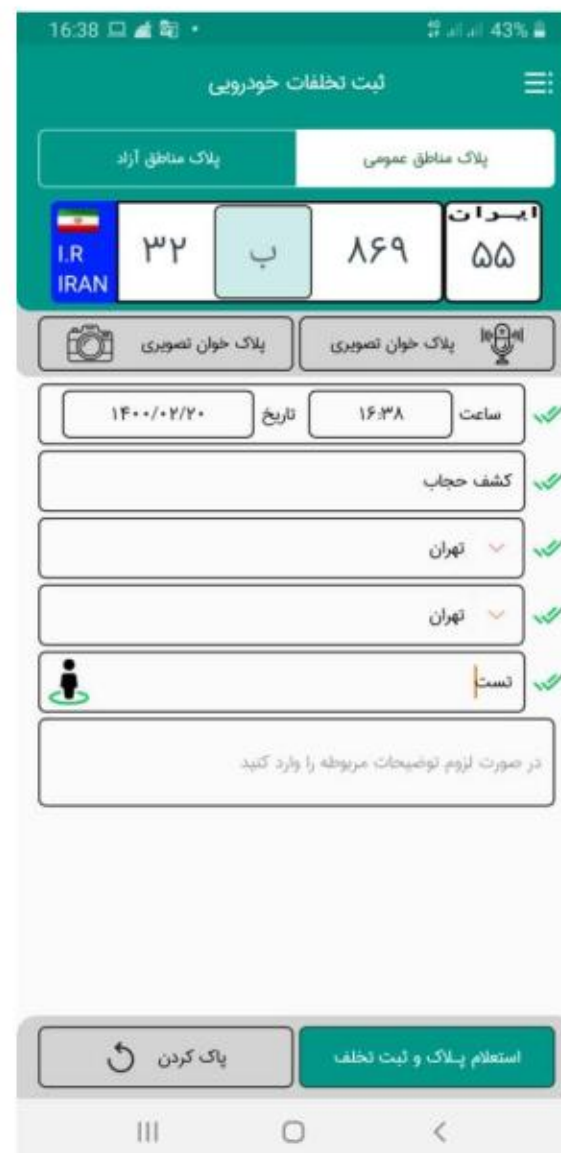 16:38 43%
ثبت تخلفات خودرویی
پلاک مناطق عمومی پلاک مناطق آزاد
ایران
۳۲ ب ۸۶۹ ۵۵
I.R
IRAN
پلاک خوان تصویری پلاک خوان تصویری
ساعت ۱۶:۳۸ تاریخ ۱۴۰۰/۰۲/۲۰
کشف حجاب
تهران
تهران
تست
در صورت لزوم توضیحات مربوطه را وارد کنید
استعلام پلاک و ثبت تخلف پاک کردن